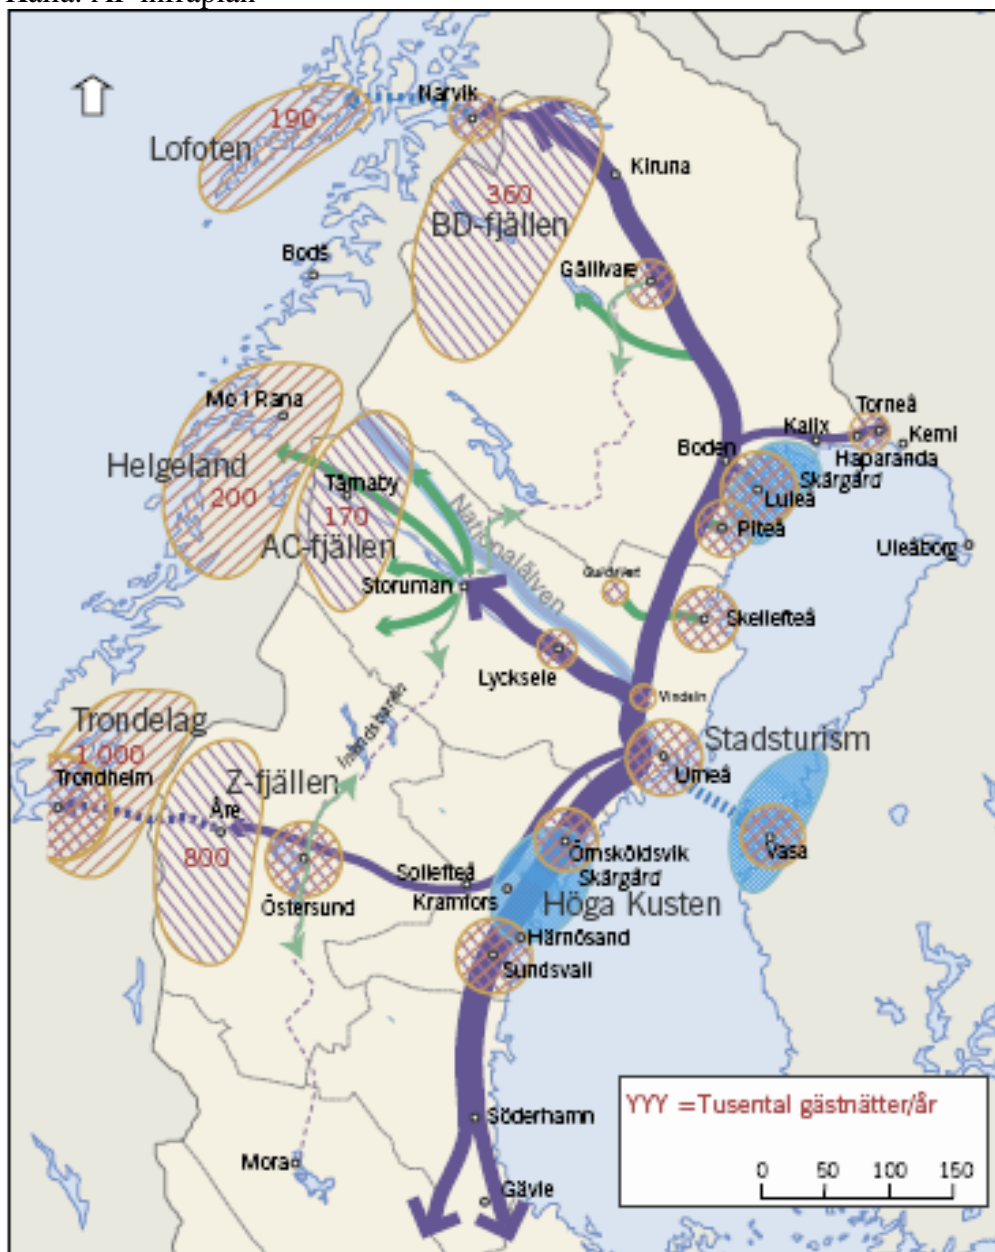 Narvik
190
Lofoten
Kiruna
360
BD-fjällen
Bodš
Gällivare
Mo i Rana
Torneå
Kalix
Kemi
Boden
Haparanda
Helgeland
Skärgård
Tärnaby
Luleå
200
170
Piteå
AC-fjällen
Nationalälven
Uleåborg
Storuman
Skellefteå
Lycksele
Vindeln
Inlandsbanan
Trondelag
Stadsturism
1 000
Trondheim
Z-fjällen
Umeå
Åre
800
Örnsköldsvik
Vasa
Sollefteå
Skärgård
Kramfors
Östersund
Höga Kusten
Härnösand
Sundsvall
YYY =Tusental gästnätter/år
Söderhamn
0 50 100 150
Mora
Gävle